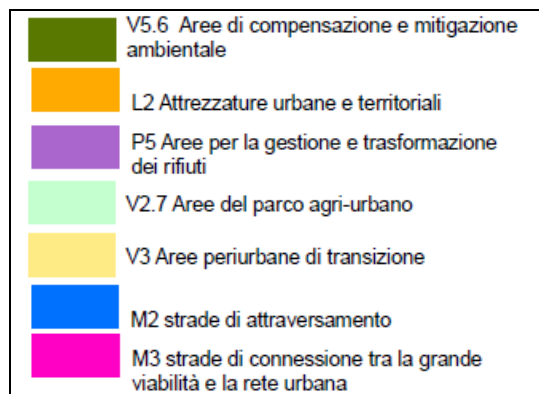 V5.6 Aree di compensazione e mitigazione
ambientale
L2 Attrezzature urbane e territoriali
P5 Aree per la gestione e trasformazione
dei rifiuti
V2.7 Aree del parco agri-urbano
V3 Aree periurbane di transizione
M2 strade di attraversamento
M3 strade di connessione tra la grande
viabilità e la rete urbana